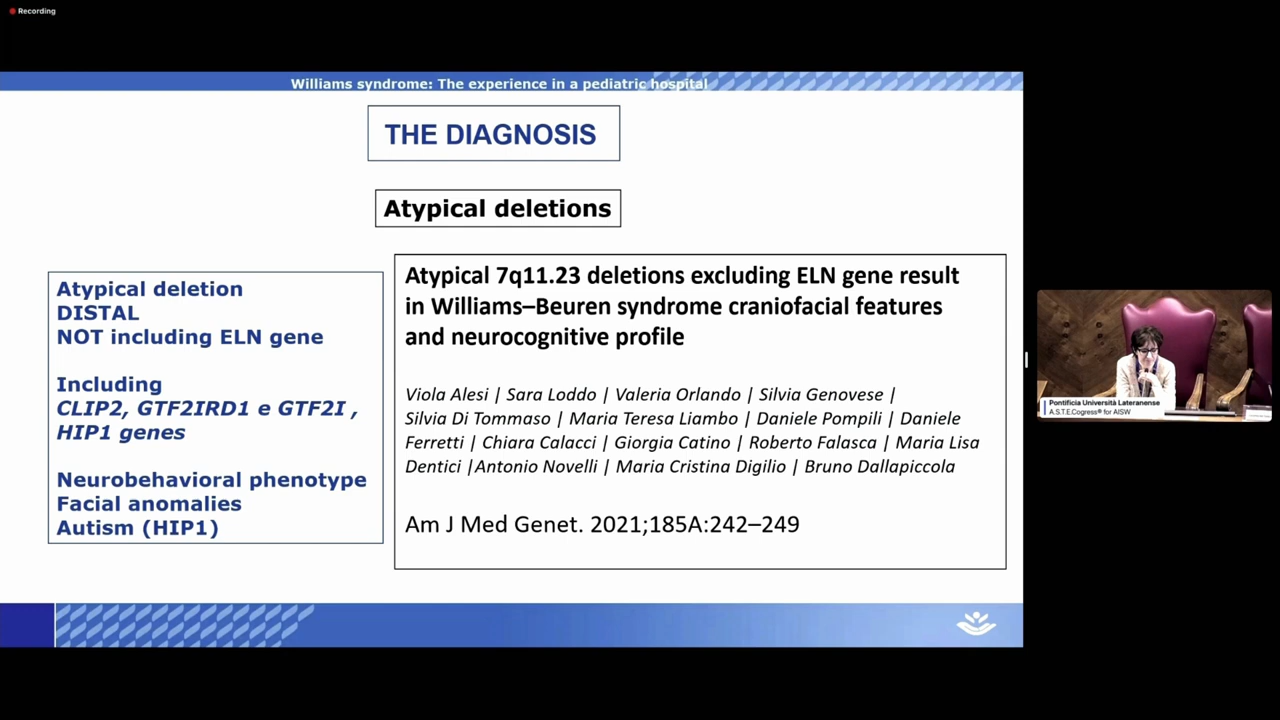 Recording
Williams syndrome: The experience in a pediatric hospital
THE DIAGNOSIS
Atypical deletions
Atypical deletion
DISTAL
NOT including ELN gene
Including
CLIP2, GTF2IRD1 e GTF2I ,
HIP1 genes
Neurobehavioral phenotype
Facial anomalies
Autism (HIP1)
Atypical 7q11.23 deletions excluding ELN gene result
in Williams–Beuren syndrome craniofacial features
and neurocognitive profile
Viola Alesi | Sara Loddo | Valeria Orlando | Silvia Genovese |
Silvia Di Tommaso | Maria Teresa Liambo | Daniele Pompili | Daniele
Ferretti | Chiara Calacci | Giorgia Catino | Roberto Falasca | Maria Lisa
Dentici |Antonio Novelli | Maria Cristina Digilio | Bruno Dallapiccola
Am J Med Genet. 2021;185A:242–249
Pontificia Università Lateranense
A.S.T.E.Cogress® for AISW